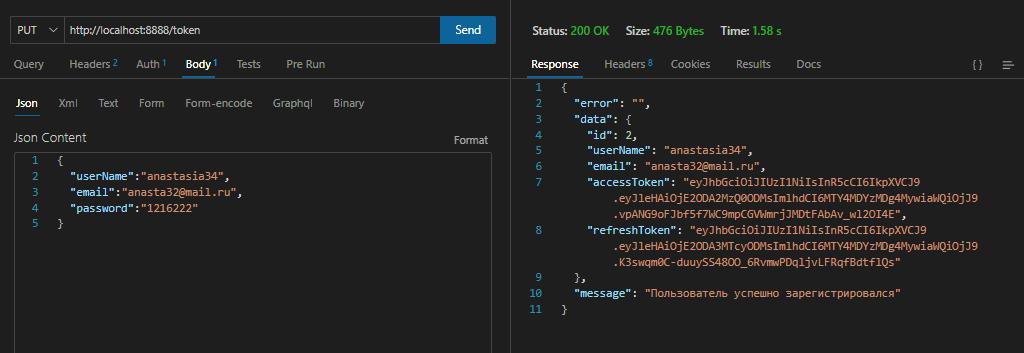 PUT http://localhost:8888/token Send
Query Headers 2 Auth 1 Body 1 Tests Pre Run
Json Xml Text Form Form-encode Graphql Binary
Json Content Format
1 {
2 "userName":"anastasia34",
3 "email":"anasta32@mail.ru",
4 "password":"1216222"
5 }
Status: 200 OK Size: 476 Bytes Time: 1.58 s
Response Headers 8 Cookies Results Docs { }
1 {
2 "error": "",
3 "data": {
4 "id": 2,
5 "userName": "anastasia34",
6 "email": "anasta32@mail.ru",
7 "accessToken": "eyJhbGciOiJIUzI1NiIsInR5cCI6IkpXVCJ9
.eyJleHAiOjE2ODA2MzQ0ODMsImlhdCI6MTY4MDYzMDg4MywiaWQiOjJ9
.vpANG9oFJbf5f7WC9mpCGVWmrjJMDtFAbAv_wl2OI4E",
8 "refreshToken": "eyJhbGciOiJIUzI1NiIsInR5cCI6IkpXVCJ9
.eyJleHAiOjE2ODA3MTcyODMsImlhdCI6MTY4MDYzMDg4MywiaWQiOjJ9
.K3swqm0C-duuySS48OO_6RvmwPDqljvLFRqfBdtflQs"
9 },
10 "message": "Пользователь успешно зарегистрировался"
11 }